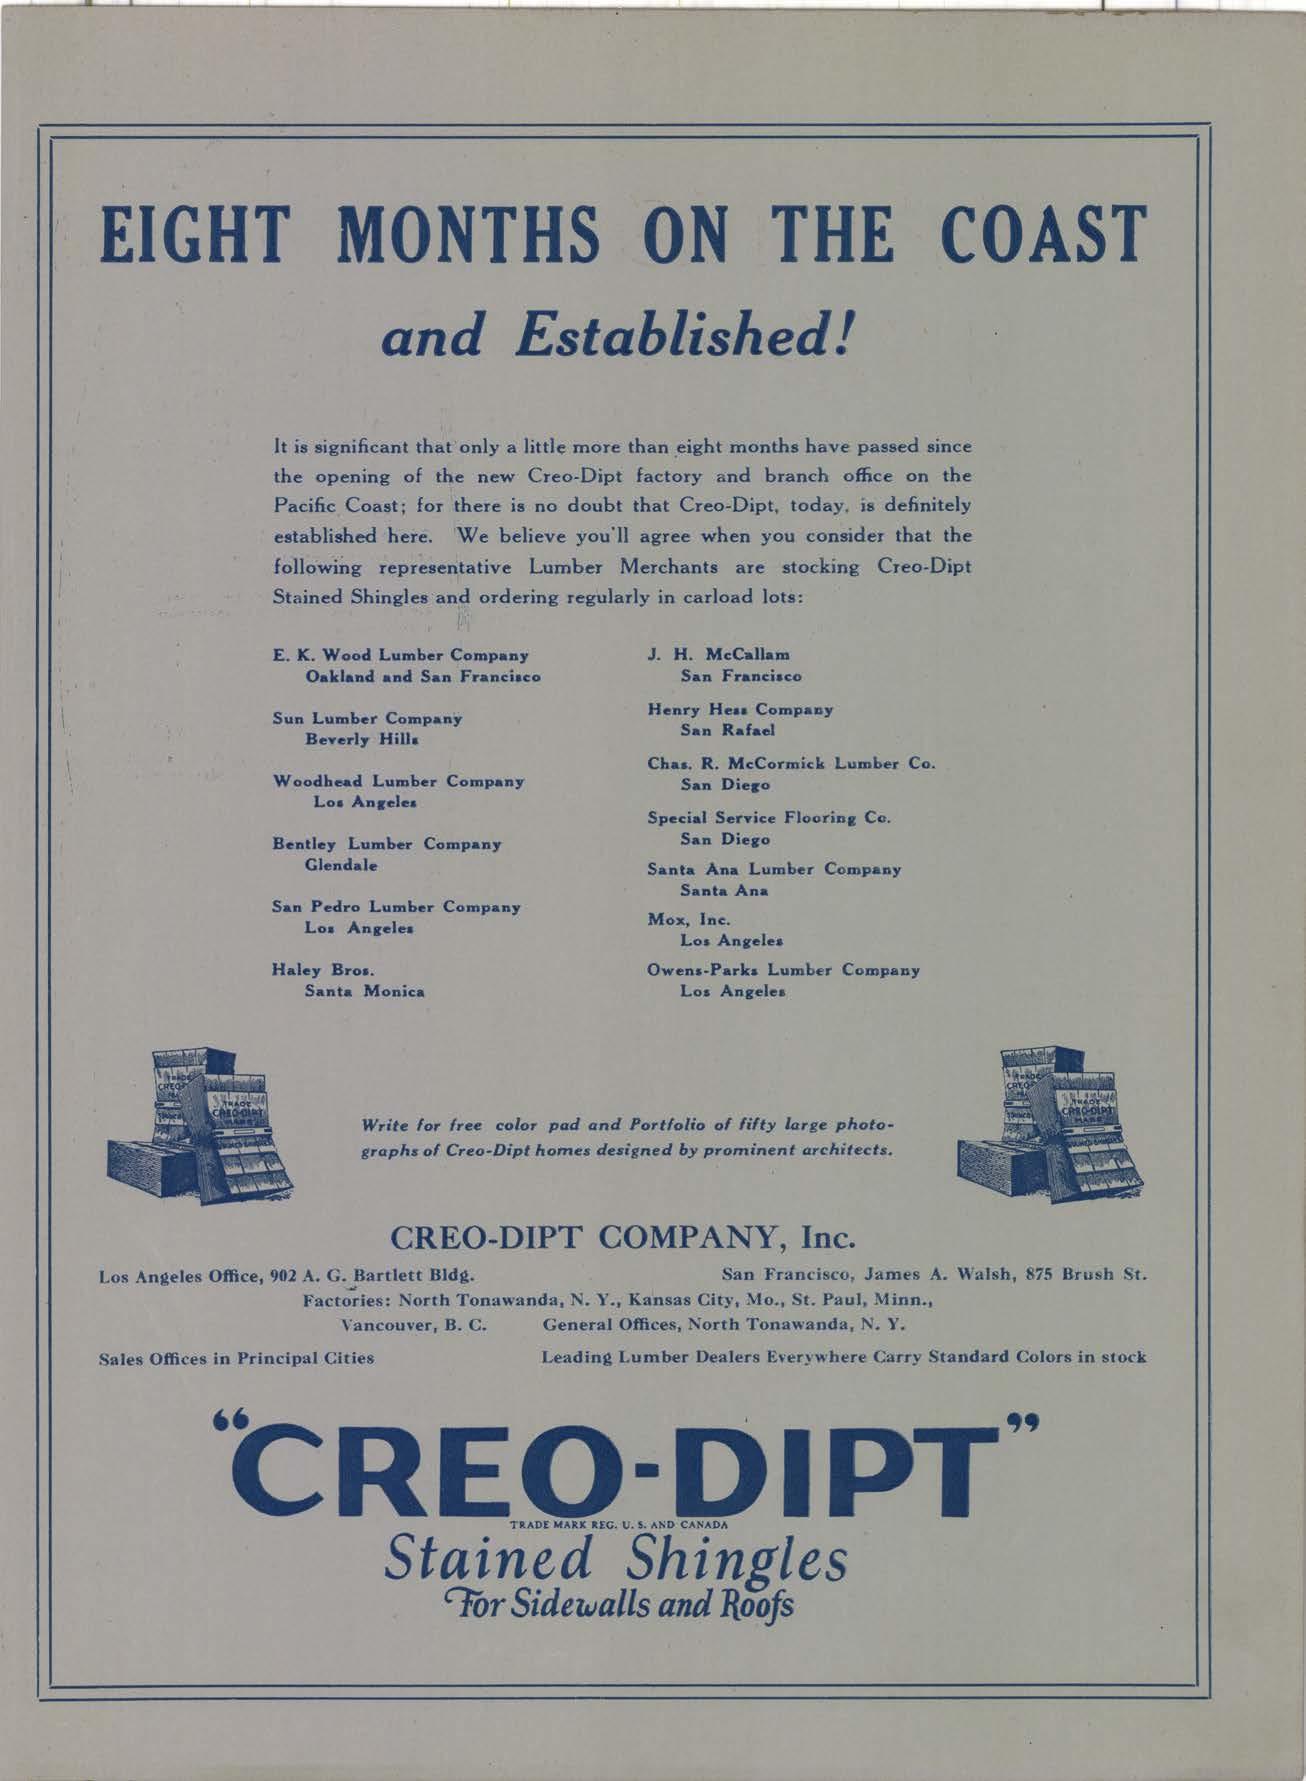 EIGHT MONTHS ON THE COAST
and Established!
It is significant that only a little more than eight months have passed since
the opening of the new Creo-Dipt factory and branch office on the
Pacific Coast; for there is no doubt that Creo-Dipt, today, is definitely
established here. We believe you'll agree when you consider that the
following representative Lumber Merchants are stocking Creo-Dipt
Stained Shingles and ordering regularly in carload lots:
E. K. Wood Lumber Company
Oakland and San Francisco
Sun Lumber Company
Beverly Hills
Woodhead Lumber Company
Los Angeles
Bentley Lumber Company
Glendale
San Pedro Lumber Company
Los Angeles
Haley Bros.
Santa Monica
J. H. McCallam
San Francisco
Henry Hess Company
San Rafael
Chas. R. McCormick Lumber Co.
San Diego
Special Service Flooring Co.
San Diego
Santa Ana Lumber Company
Santa Ana
Mox, Inc.
Los Angeles
Owens-Parks Lumber Company
Los Angeles
TRADE
CREO-DIPT
MARK
TRADE
CREO-DIPT
MARK
Write for free color pad and Portfolio of fifty large photo-
graphs of Creo-Dipt homes designed by prominent architects.
CREO-DIPT COMPANY, Inc.
Los Angeles Office, 902 A. G. Bartlett Bldg. San Francisco, James A. Walsh, 875 Brush St.
Factories: North Tonawanda, N. Y., Kansas City, Mo., St. Paul, Minn.,
Vancouver, B. C. General Offices, North Tonawanda, N. Y.
Sales Offices in Principal Cities Leading Lumber Dealers Everywhere Carry Standard Colors in stock
"CREO-DIPT"
TRADE MARK REG. U. S. AND CANADA
Stained Shingles
For Sidewalls and Roofs